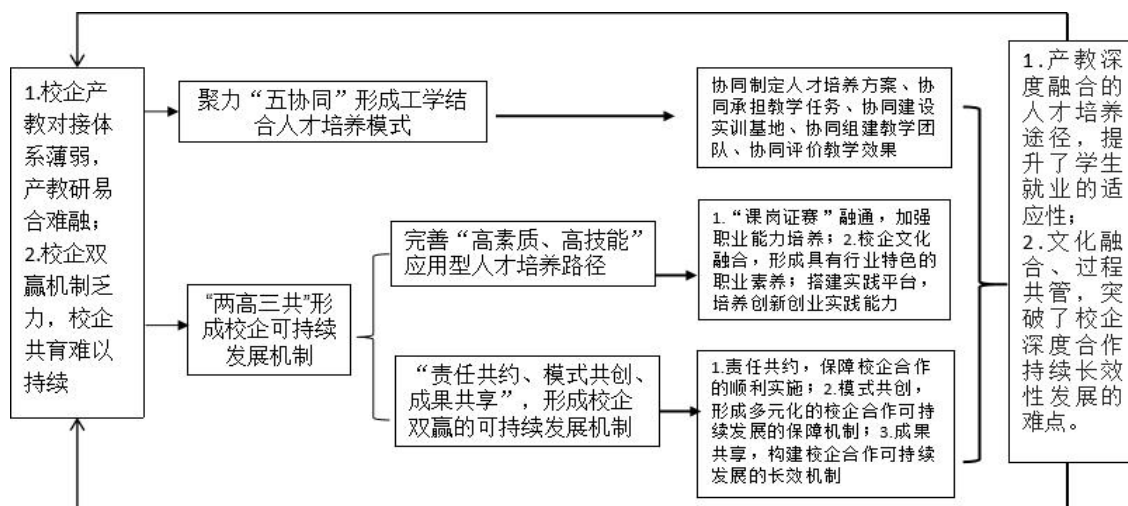 1.校企产
教对接体
系薄弱，
产教研易
合难融；
2.校企双
赢机制乏
力，校企
共育难以
持续
聚力“五协同”形成工学结
合人才培养模式
协同制定人才培养方案、协
同承担教学任务、协同建设
实训基地、协同组建教学团
队、协同评价教学效果
“两高三共”形
成校企可持续
发展机制
完善“高素质、高技能”
应用型人才培养路径
1.“课岗证赛”融通，加强
职业能力培养；2.校企文化
融合，形成具有行业特色的
职业素养；搭建实践平台，
培养创新创业实践能力
“责任共约、模式共创、
成果共享”，形成校企
双赢的可持续发展机制
1.责任共约，保障校企合作
的顺利实施；2.模式共创，
形成多元化的校企合作可持
续发展的保障机制；3.成果
共享，构建校企合作可持续
发展的长效机制
1.产教深
度融合的
人才培养
途径，提
升了学生
就业的适
应性；
2.文化融
合、过程
共管，突
破了校企
深度合作
持续长效
性发展的
难点。